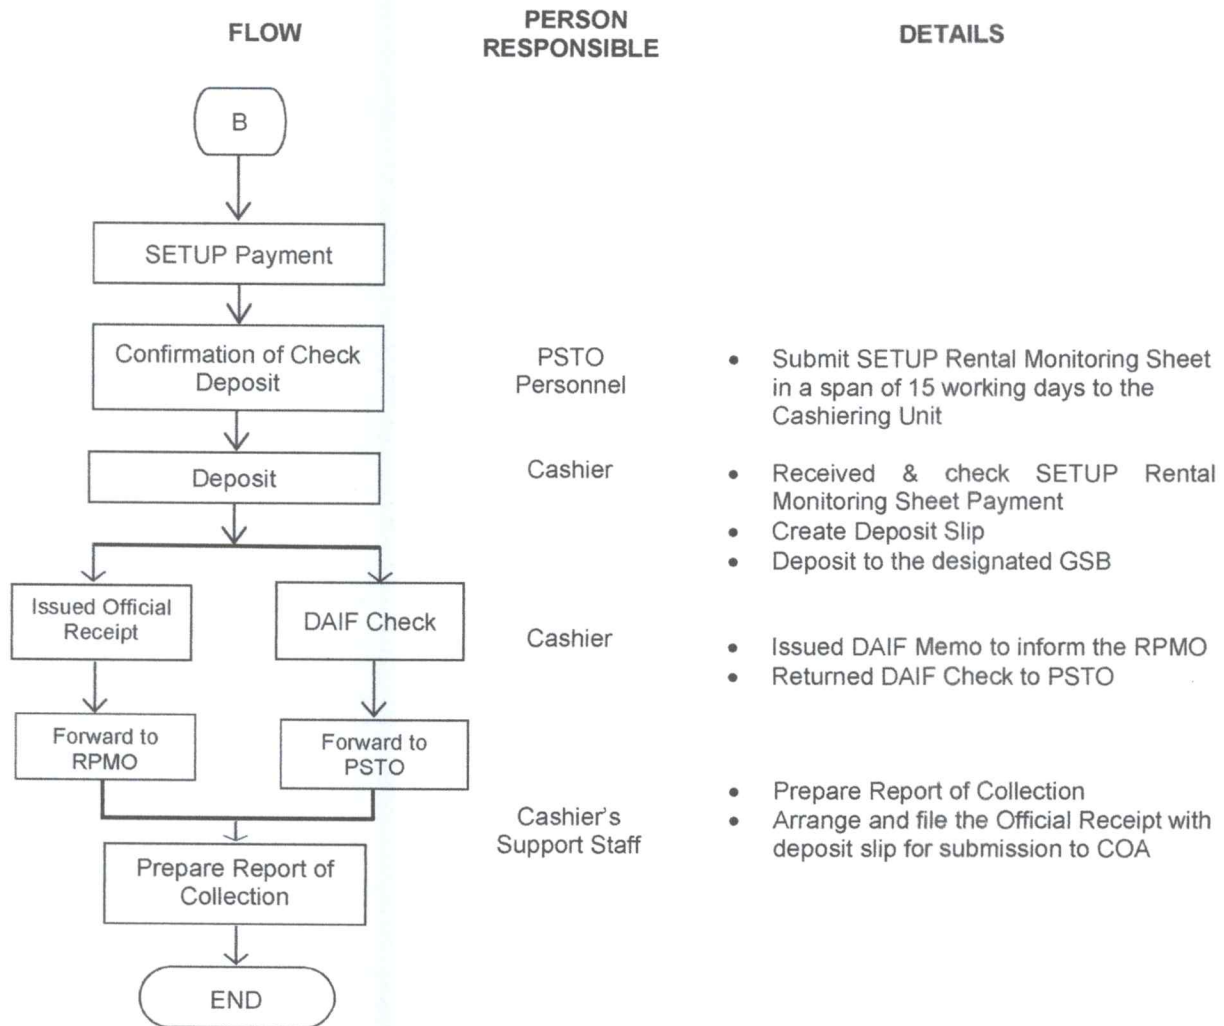 FLOW
PERSON
RESPONSIBLE
DETAILS
B
SETUP Payment
Confirmation of Check
Deposit
PSTO
Personnel
• Submit SETUP Rental Monitoring Sheet
in a span of 15 working days to the
Cashiering Unit
Deposit
Cashier
• Received & check SETUP Rental
Monitoring Sheet Payment
• Create Deposit Slip
• Deposit to the designated GSB
Issued Official
Receipt
DAIF Check
Cashier
• Issued DAIF Memo to inform the RPMO
• Returned DAIF Check to PSTO
Forward to
RPMO
Forward to
PSTO
Cashier's
Support Staff
• Prepare Report of Collection
• Arrange and file the Official Receipt with
deposit slip for submission to COA
Prepare Report of
Collection
END